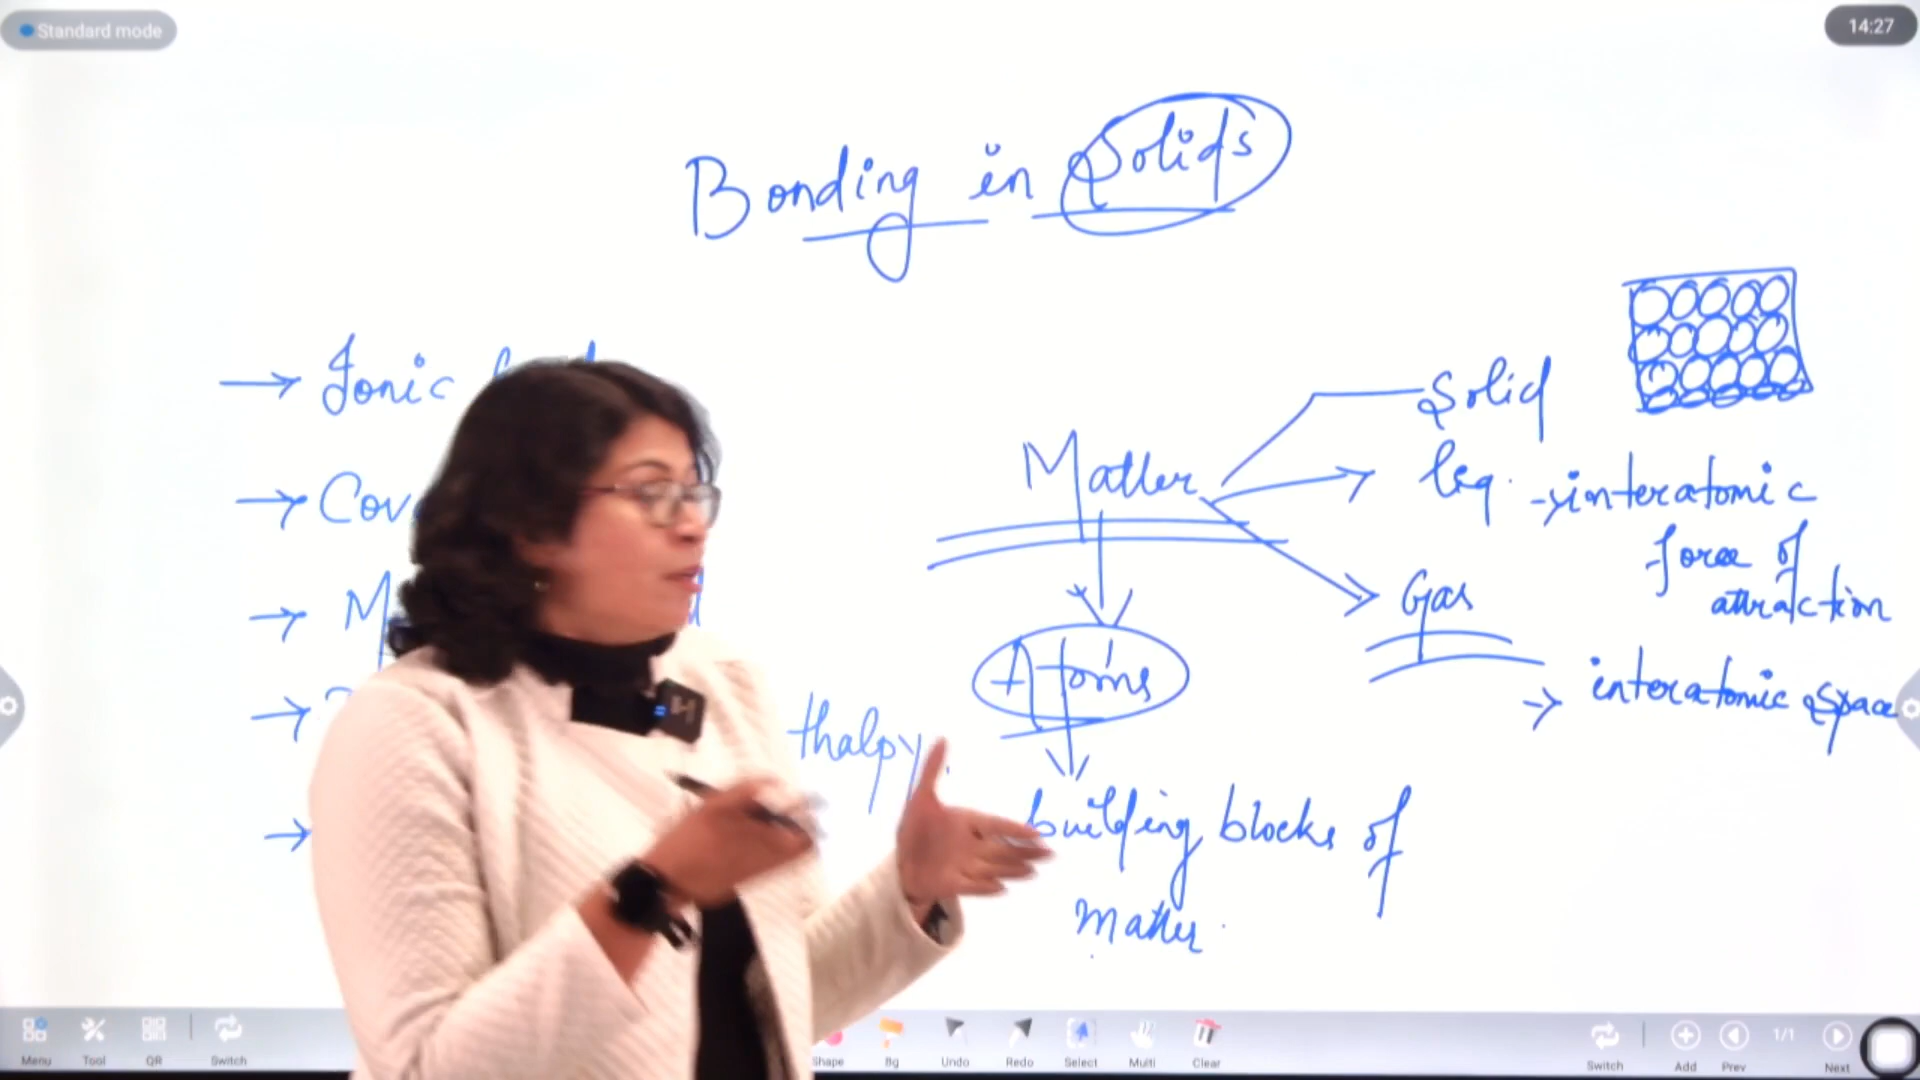 Standard mode
14:27
Bonding in Solids
→ Ionic
→ Cov
→ M
→
thalpy.
→
Matter
Solid
liq. → interatomic
force of
attraction
Gas
→ interatomic space
Atoms
building blocks of
matter.
Menu Tool QR Switch Shape Bg Undo Redo Select Multi Clear Switch Add Prev 1/1 Next